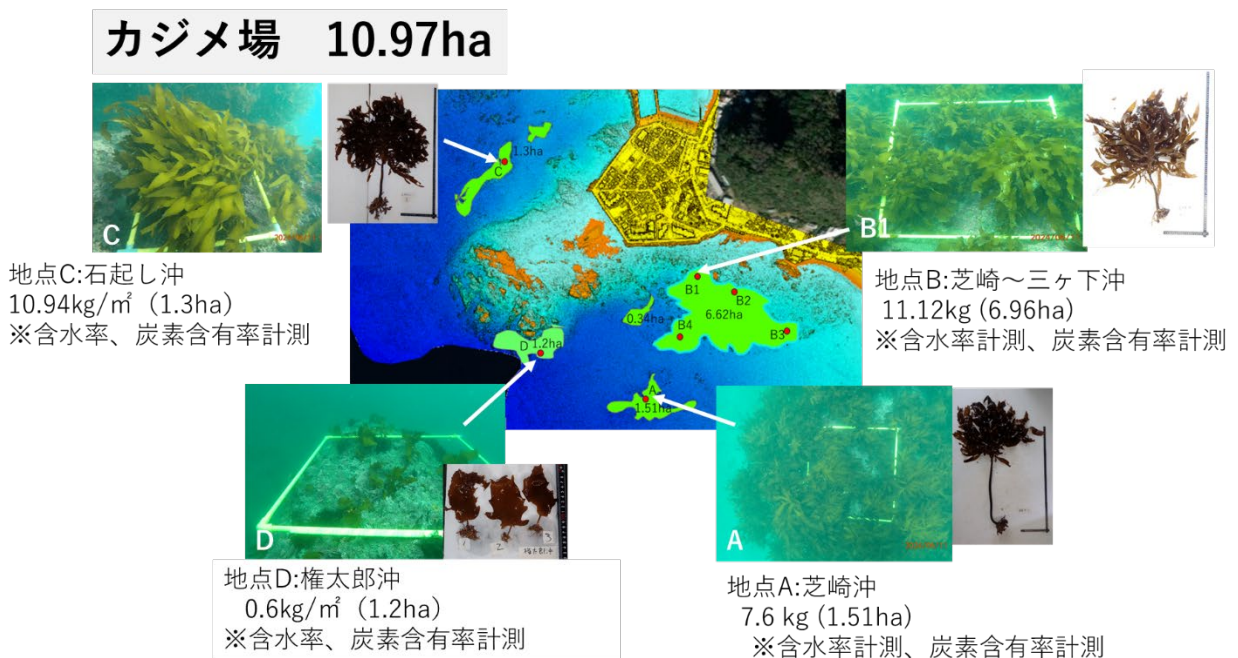 カジメ場　10.97ha
C
地点C:石起し沖
10.94kg/㎡（1.3ha）
※含水率、炭素含有率計測
1.3ha
C
B1
B2
6.62ha
B3
B4
0.34ha
D
1.2ha
A
1.51ha
B1
地点B:芝崎～三ヶ下沖
11.12kg (6.96ha)
※含水率計測、炭素含有率計測
D
1
2
3
地点D:権太郎沖
0.6kg/㎡（1.2ha）
※含水率、炭素含有率計測
A
地点A:芝崎沖
7.6 kg (1.51ha)
※含水率計測、炭素含有率計測